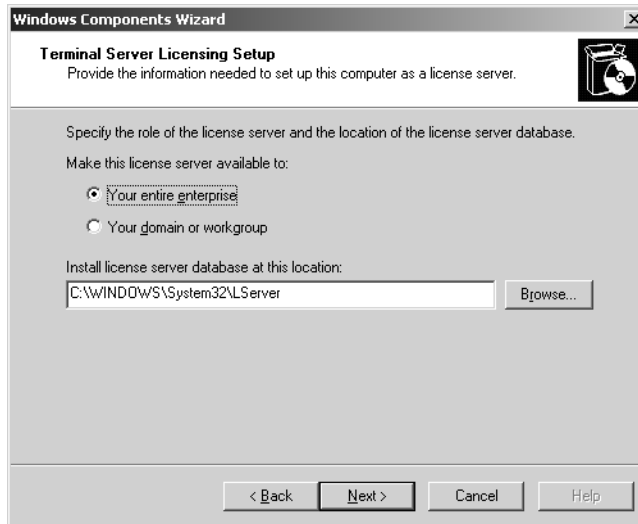 Windows Components Wizard
Terminal Server Licensing Setup
Provide the information needed to set up this computer as a license server.
Specify the role of the license server and the location of the license server database.
Make this license server available to:
Your entire enterprise
Your domain or workgroup
Install license server database at this location:
C:\WINDOWS\System32\LServer
Browse...
< Back
Next >
Cancel
Help